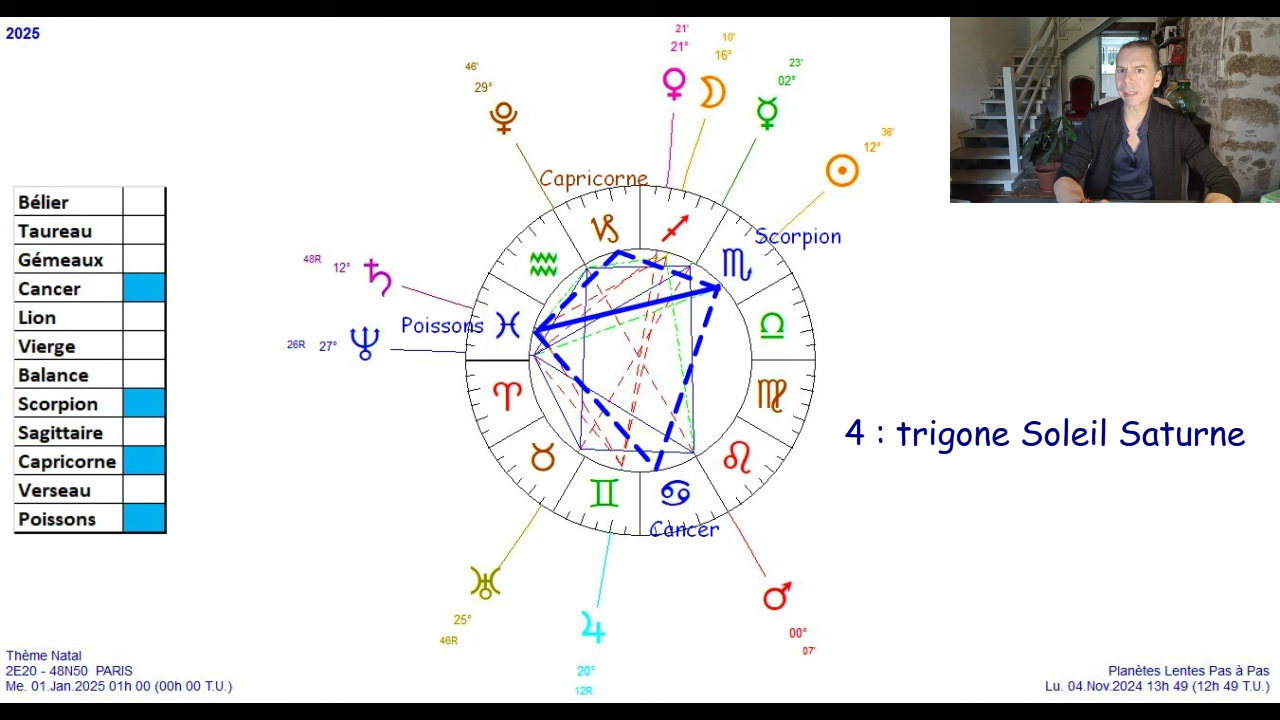 2025
21'
21°
10'
16°
23'
02°
36'
12°
46'
29°
Capricorne
Scorpion
48R 12°
Poissons
26R 27°
Cancer
Bélier
Taureau
Gémeaux
Cancer
Lion
Vierge
Balance
Scorpion
Sagittaire
Capricorne
Verseau
Poissons
4 : trigone Soleil Saturne
25°
46R
20°
12R
00°
07'
Thème Natal
2E20 - 48N50 PARIS
Me. 01.Jan.2025 01h 00 (00h 00 T.U.)
Planètes Lentes Pas à Pas
Lu. 04.Nov.2024 13h 49 (12h 49 T.U.)